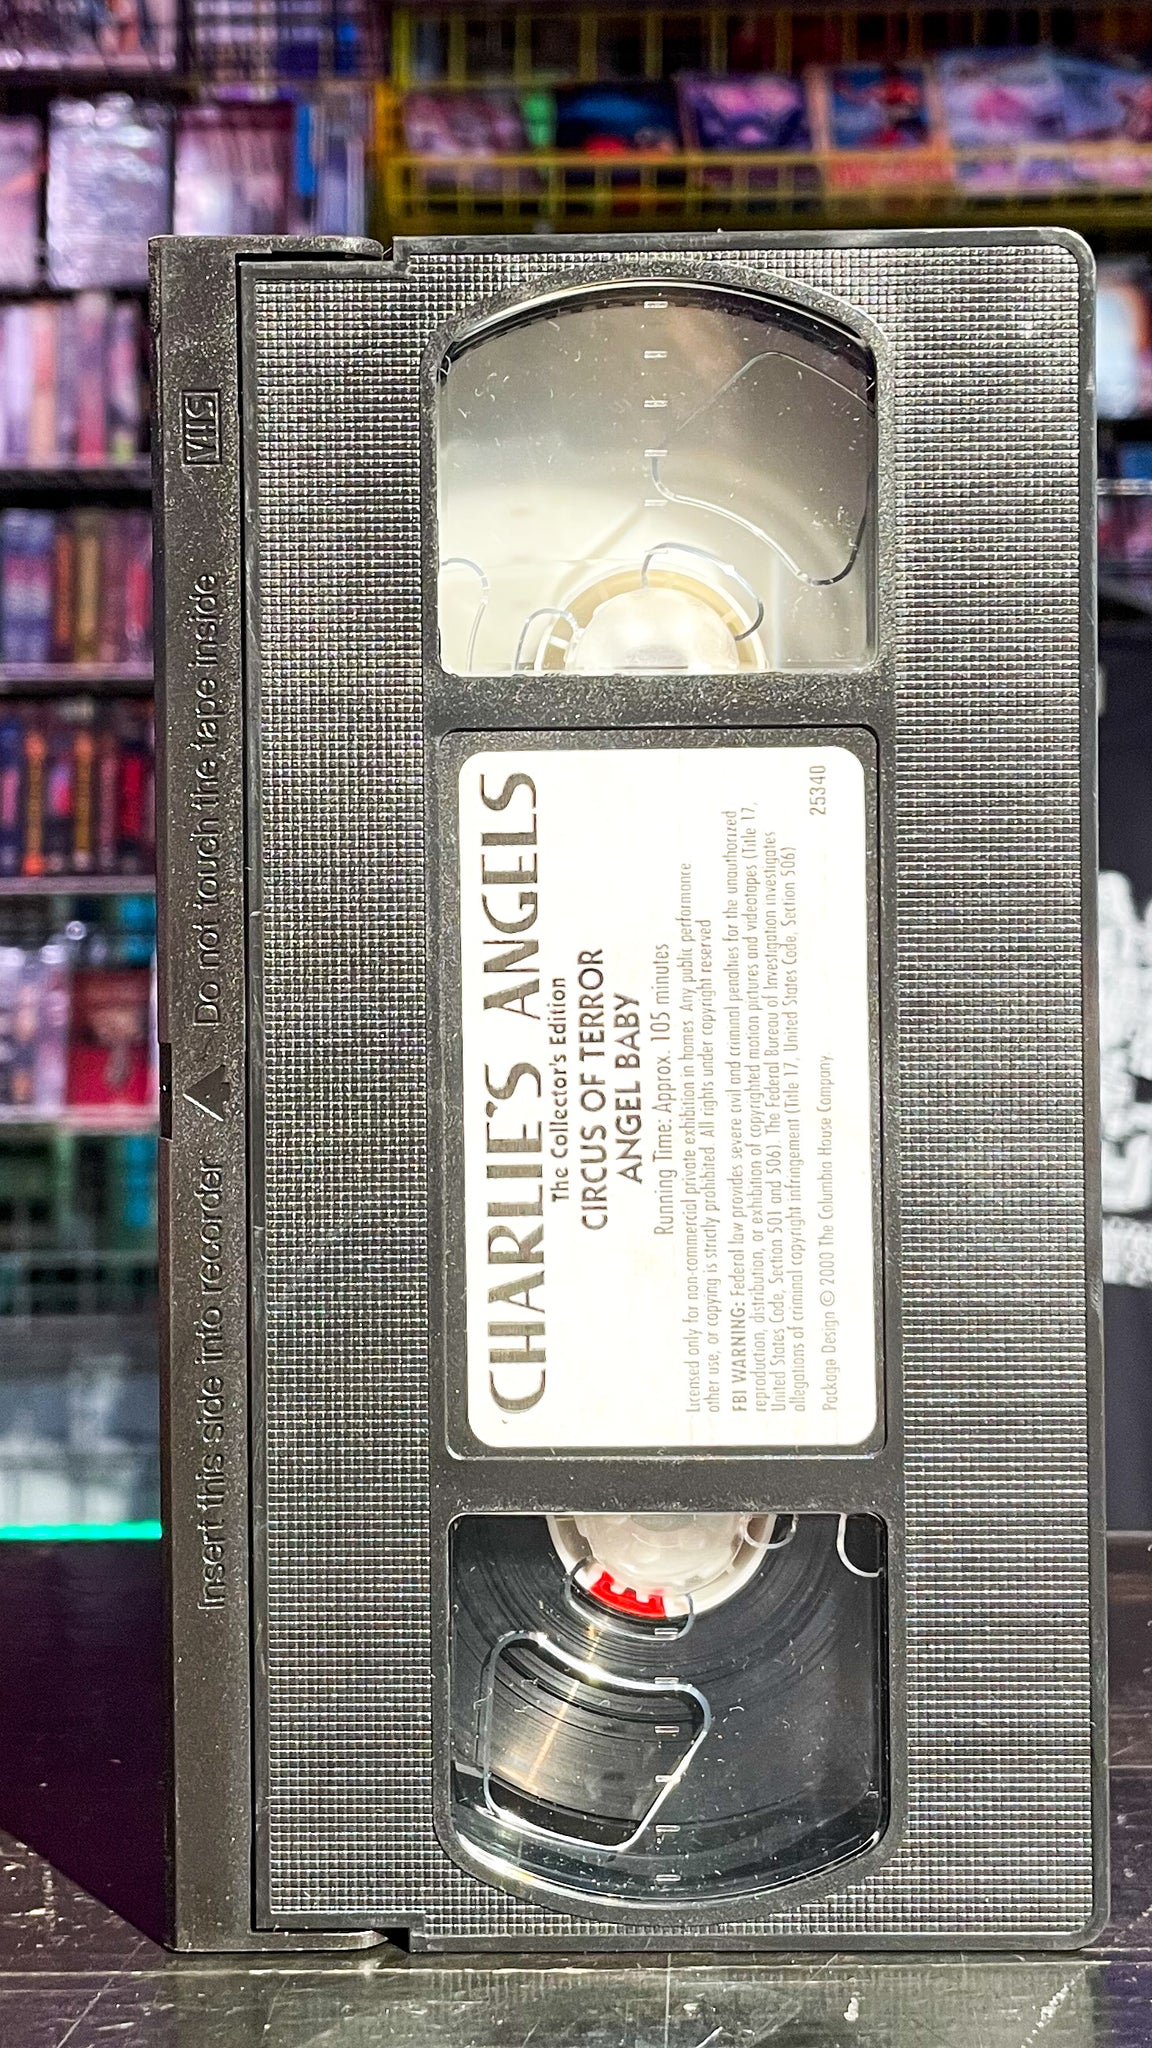 VHS
Insert this side into recorder △ Do not touch the tape inside
CHARLIE'S ANGELS
The Collector's Edition
CIRCUS OF TERROR
ANGEL BABY
Running Time: Approx. 105 minutes
Licensed only for non-commercial private exhibition in homes. Any public performance
other use, or copying is strictly prohibited. All rights under copyright reserved
FBI WARNING: Federal law provides severe civil and criminal penalties for the unauthorized
reproduction, distribution, or exhibition of copyrighted motion pictures and videotapes (Title 17,
United States Code, Section 501 and 506). The Federal Bureau of Investigation investigates
allegations of criminal copyright infringement (Title 17, United States Code, Section 506)
Package Design © 2000 The Columbia House Company.
25340